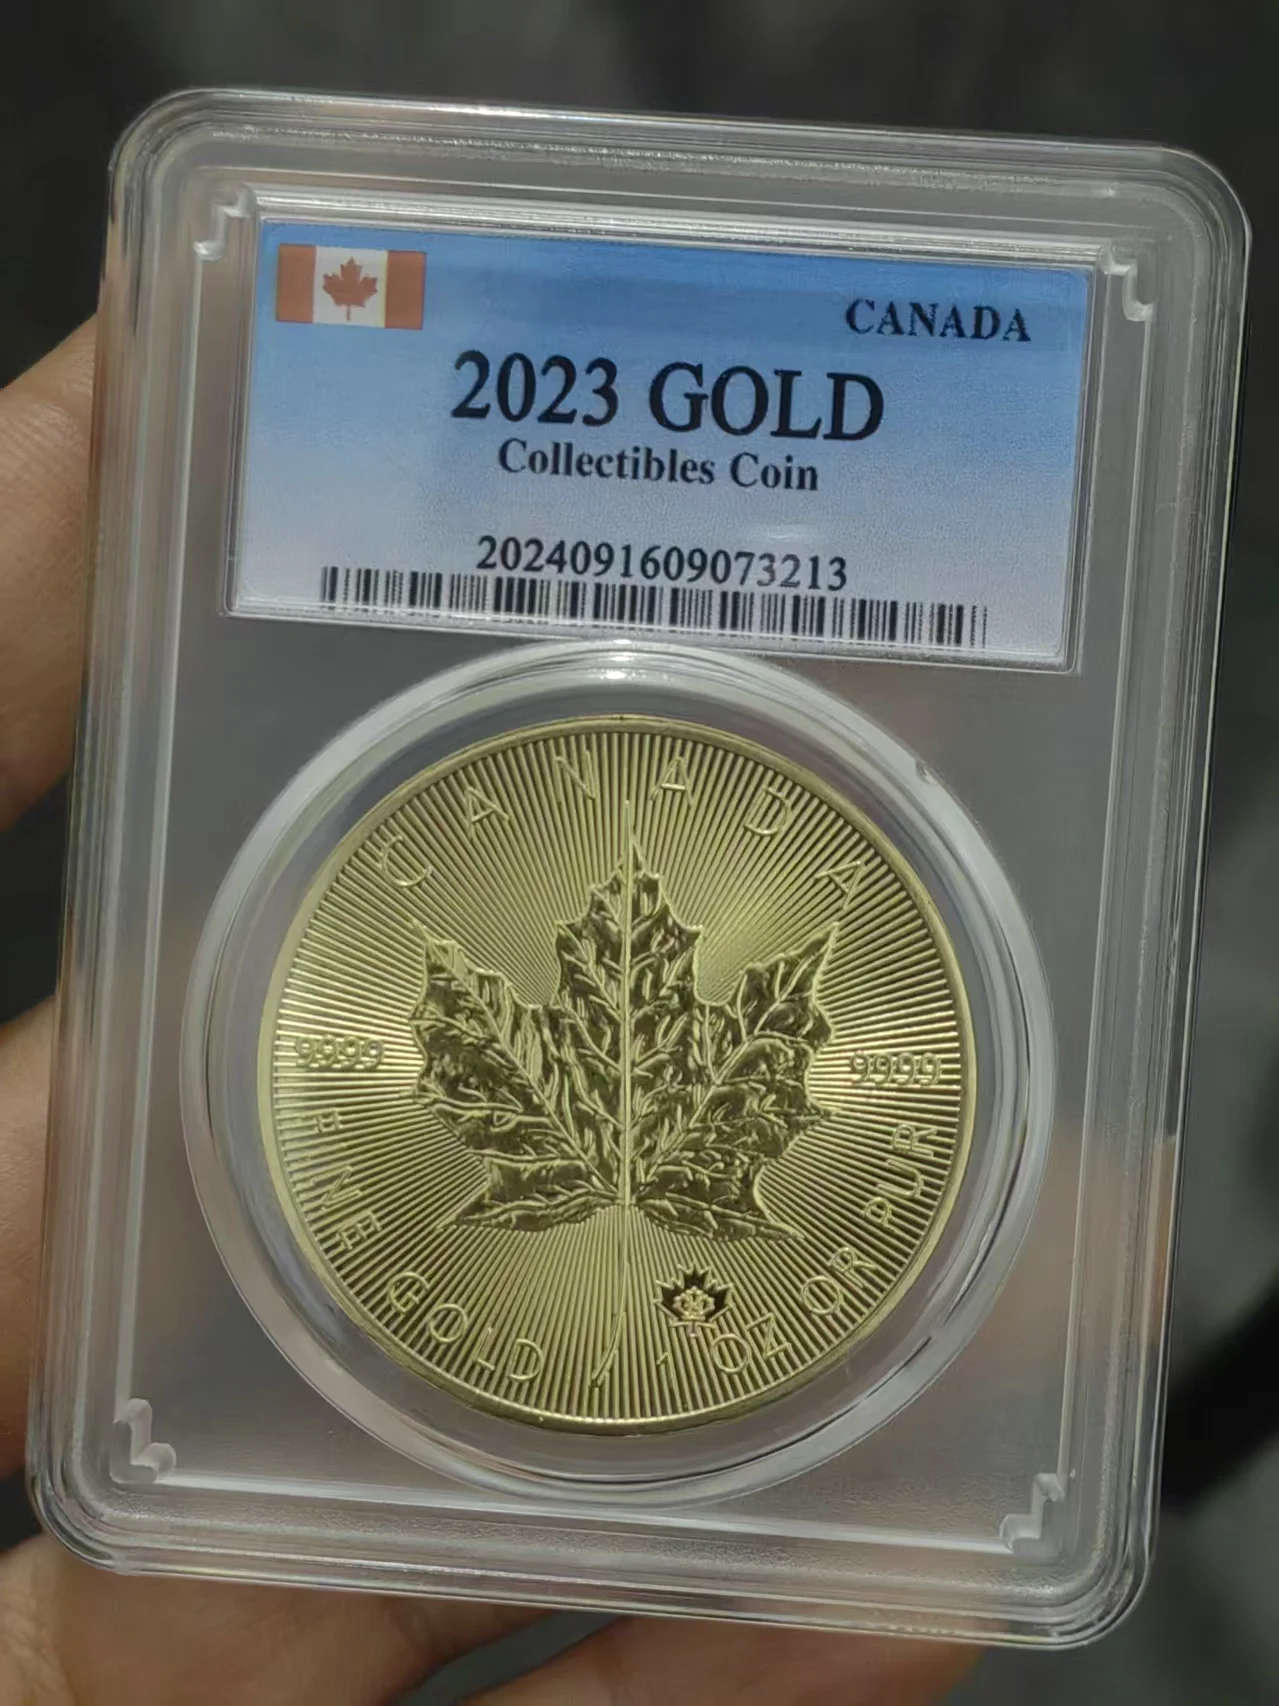 CANADA
2023 GOLD
Collectibles Coin
2024091609073213
CANADA
9999 9999
FINE GOLD 1 OZ OR PUR